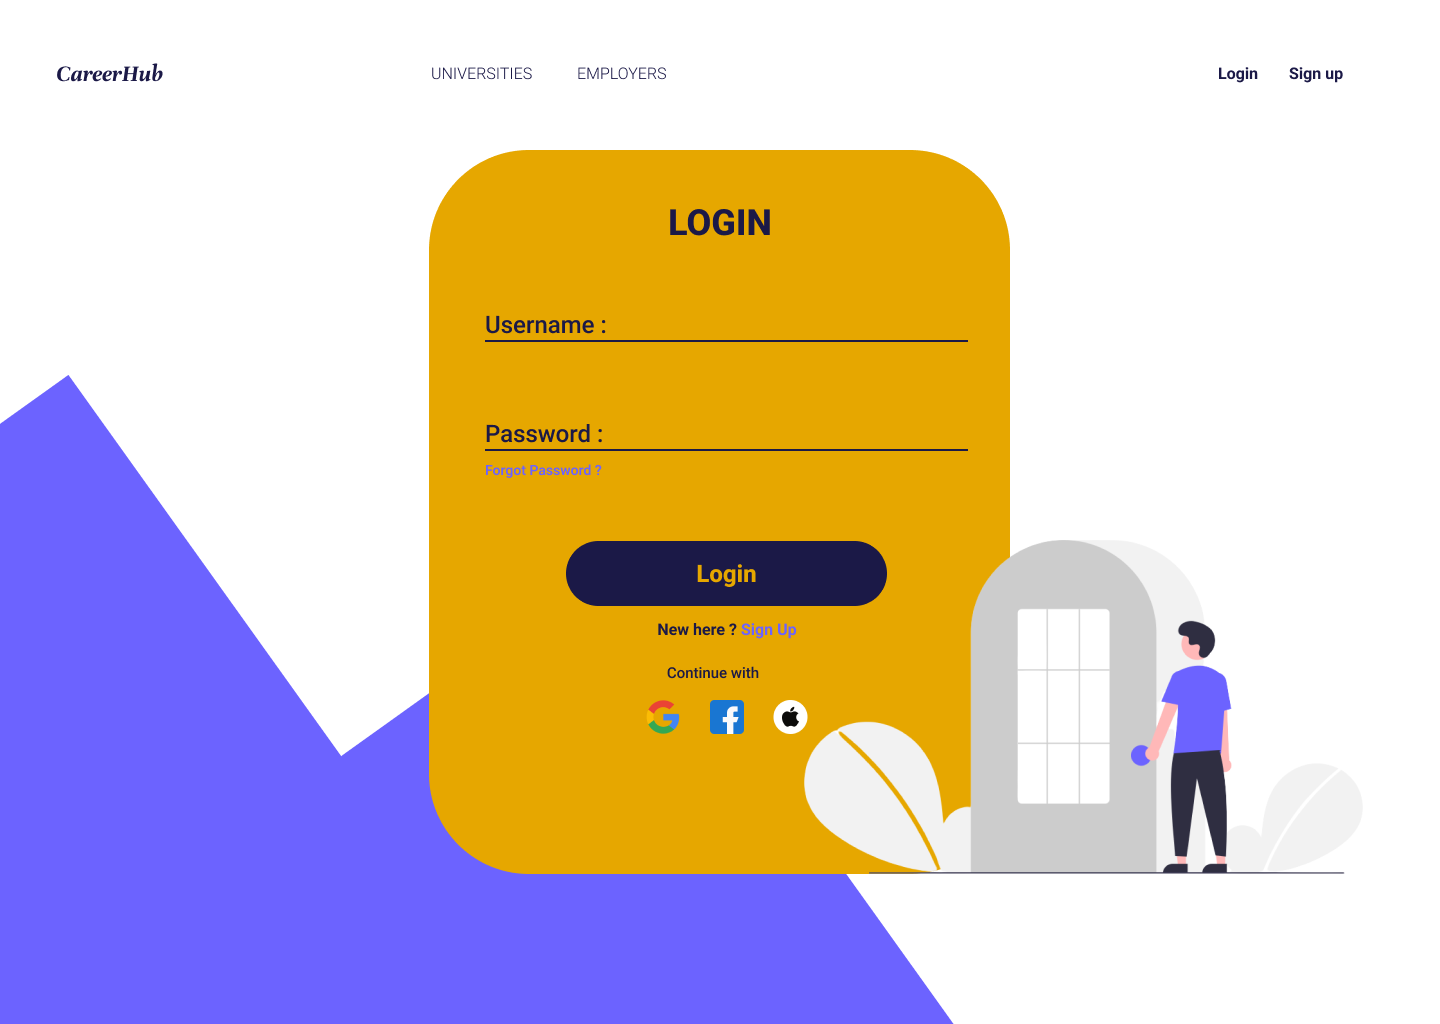 CareerHub
UNIVERSITIES
EMPLOYERS
Login
Sign up
LOGIN
Username :
Password :
Forgot Password ?
Login
New here ? Sign Up
Continue with